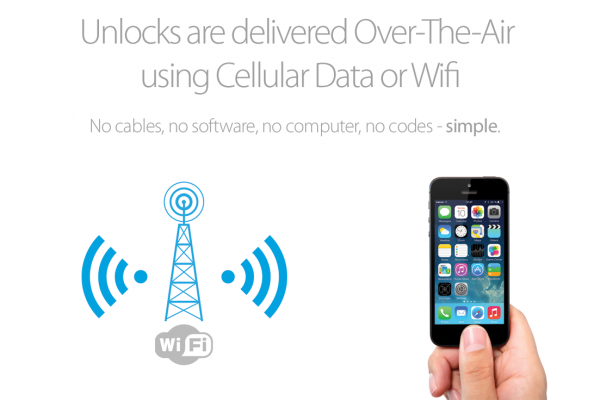 Unlocks are delivered Over-The-Air
using Cellular Data or Wifi
No cables, no software, no computer, no codes - simple.
Wi Fi